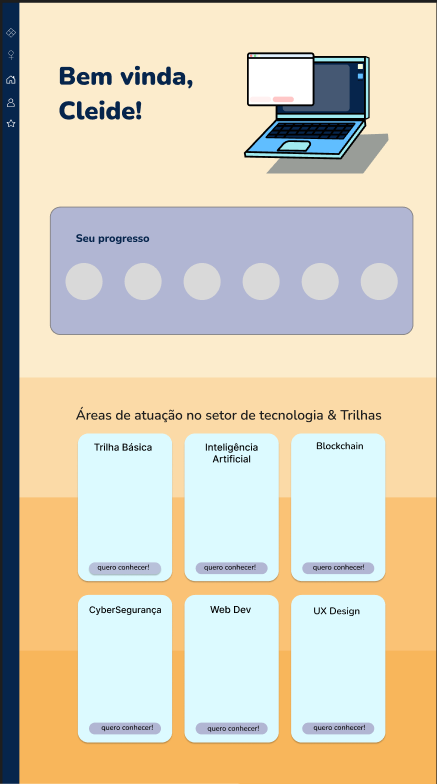 Bem vinda,
Cleide!
Seu progresso
Áreas de atuação no setor de tecnologia & Trilhas
Trilha Básica
Inteligência
Artificial
Blockchain
quero conhecer!
quero conhecer!
quero conhecer!
CyberSegurança
Web Dev
UX Design
quero conhecer!
quero conhecer!
quero conhecer!